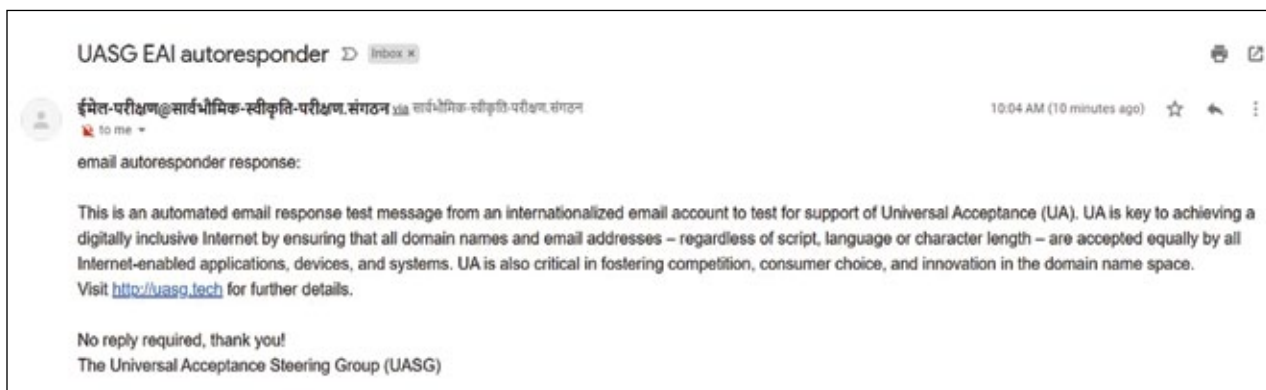 UASG EAI autoresponder Inbox ×
ईमेल-परीक्षण@सार्वभौमिक-स्वीकृति-परीक्षण.संगठन via सार्वभौमिक-स्वीकृति-परीक्षण.संगठन 10:04 AM (10 minutes ago)
to me
email autoresponder response:
This is an automated email response test message from an internationalized email account to test for support of Universal Acceptance (UA). UA is key to achieving a
digitally inclusive Internet by ensuring that all domain names and email addresses – regardless of script, language or character length – are accepted equally by all
Internet-enabled applications, devices, and systems. UA is also critical in fostering competition, consumer choice, and innovation in the domain name space.
Visit http://uasg.tech for further details.
No reply required, thank you!
The Universal Acceptance Steering Group (UASG)